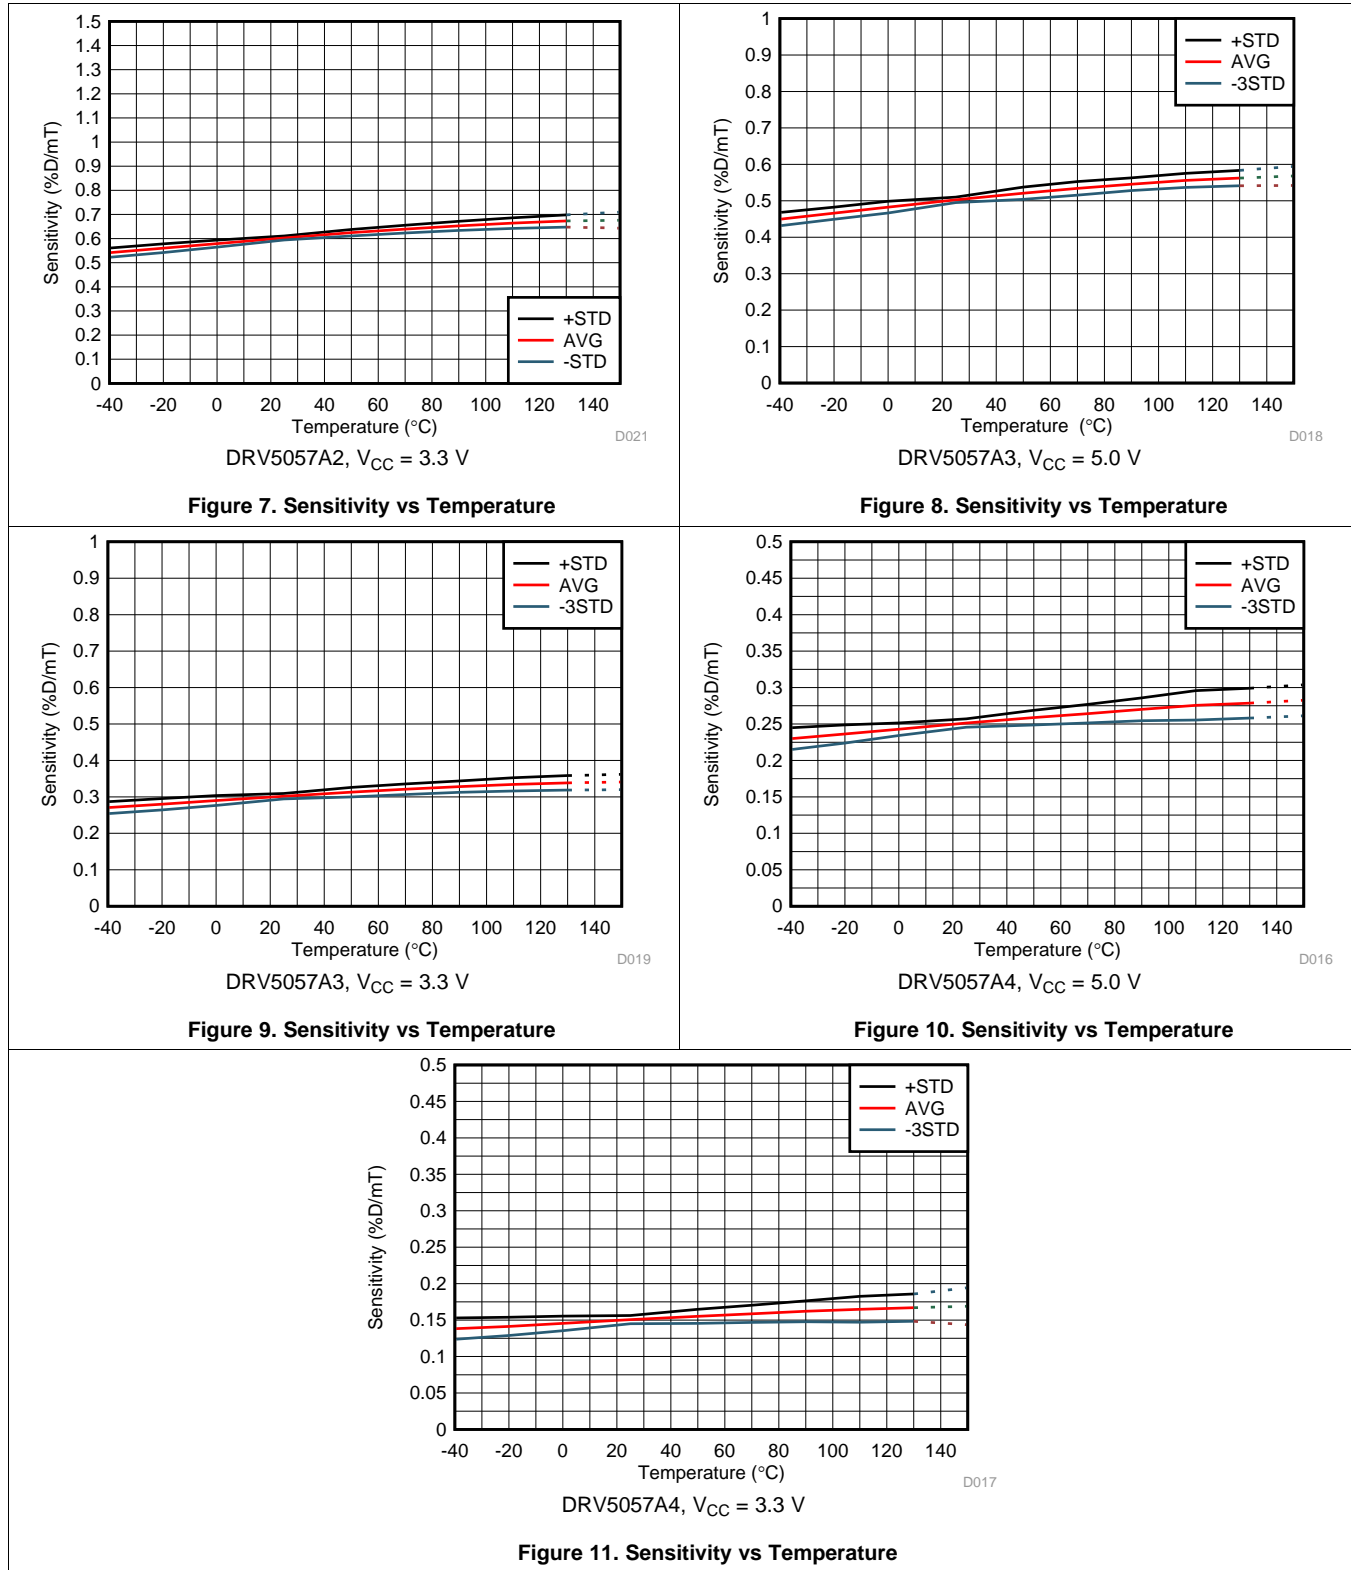 1.5
1.4
1.3
1.2
1.1
1
0.9
0.8
0.7
0.6
0.5
0.4
0.3
0.2
0.1
0
Sensitivity (%D/mT)
+STD
AVG
-STD
-40 -20 0 20 40 60 80 100 120 140
Temperature (°C)
D021
DRV5057A2, VCC = 3.3 V
Figure 7. Sensitivity vs Temperature
1
0.9
0.8
0.7
0.6
0.5
0.4
0.3
0.2
0.1
0
Sensitivity (%D/mT)
+STD
AVG
-3STD
-40 -20 0 20 40 60 80 100 120 140
Temperature (°C)
D018
DRV5057A3, VCC = 5.0 V
Figure 8. Sensitivity vs Temperature
1
0.9
0.8
0.7
0.6
0.5
0.4
0.3
0.2
0.1
0
Sensitivity (%D/mT)
+STD
AVG
-3STD
-40 -20 0 20 40 60 80 100 120 140
Temperature (°C)
D019
DRV5057A3, VCC = 3.3 V
Figure 9. Sensitivity vs Temperature
0.5
0.45
0.4
0.35
0.3
0.25
0.2
0.15
0.1
0.05
0
Sensitivity (%D/mT)
+STD
AVG
-3STD
-40 -20 0 20 40 60 80 100 120 140
Temperature (°C)
D016
DRV5057A4, VCC = 5.0 V
Figure 10. Sensitivity vs Temperature
0.5
0.45
0.4
0.35
0.3
0.25
0.2
0.15
0.1
0.05
0
Sensitivity (%D/mT)
+STD
AVG
-3STD
-40 -20 0 20 40 60 80 100 120 140
Temperature (°C)
D017
DRV5057A4, VCC = 3.3 V
Figure 11. Sensitivity vs Temperature